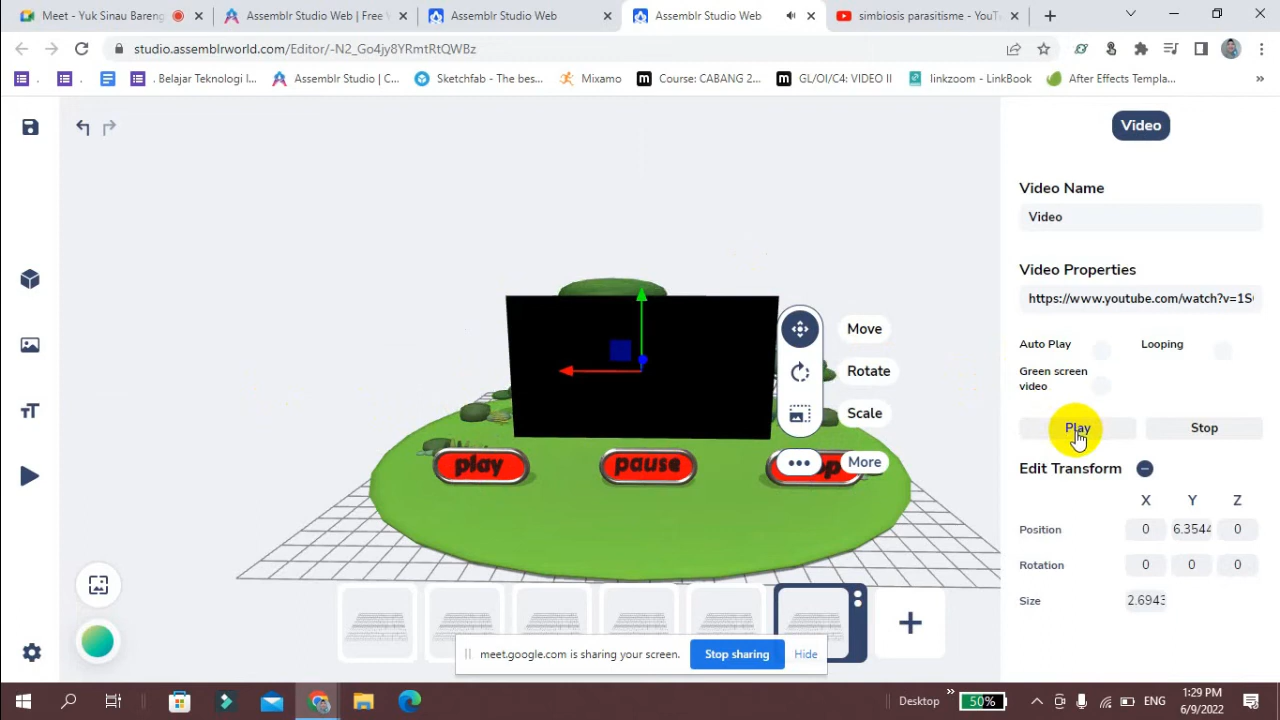 Meet - Yuk Sinau Bareng
Assemblr Studio Web | Free
Assemblr Studio Web
Assemblr Studio Web
simbiosis parasitisme - YouT
studio.assemblrworld.com/Editor/-N2_Go4jy8YRmtRtQWBz
. Belajar Teknologi I...
Assemblr Studio | C...
Sketchfab - The bes...
Mixamo
Course: CABANG 2...
GL/OI/C4: VIDEO II
linkzoom — LinkBook
After Effects Templa...
Video
Video Name
Video
Video Properties
https://www.youtube.com/watch?v=1S
Auto Play
Looping
Green screen
video
Play
Stop
Move
Rotate
Scale
More
play
pause
Edit Transform
X Y Z
Position 0 6.3544 0
Rotation 0 0 0
Size 2.6943
meet.google.com is sharing your screen.
Stop sharing
Hide
Desktop
50%
ENG
1:29 PM
6/9/2022